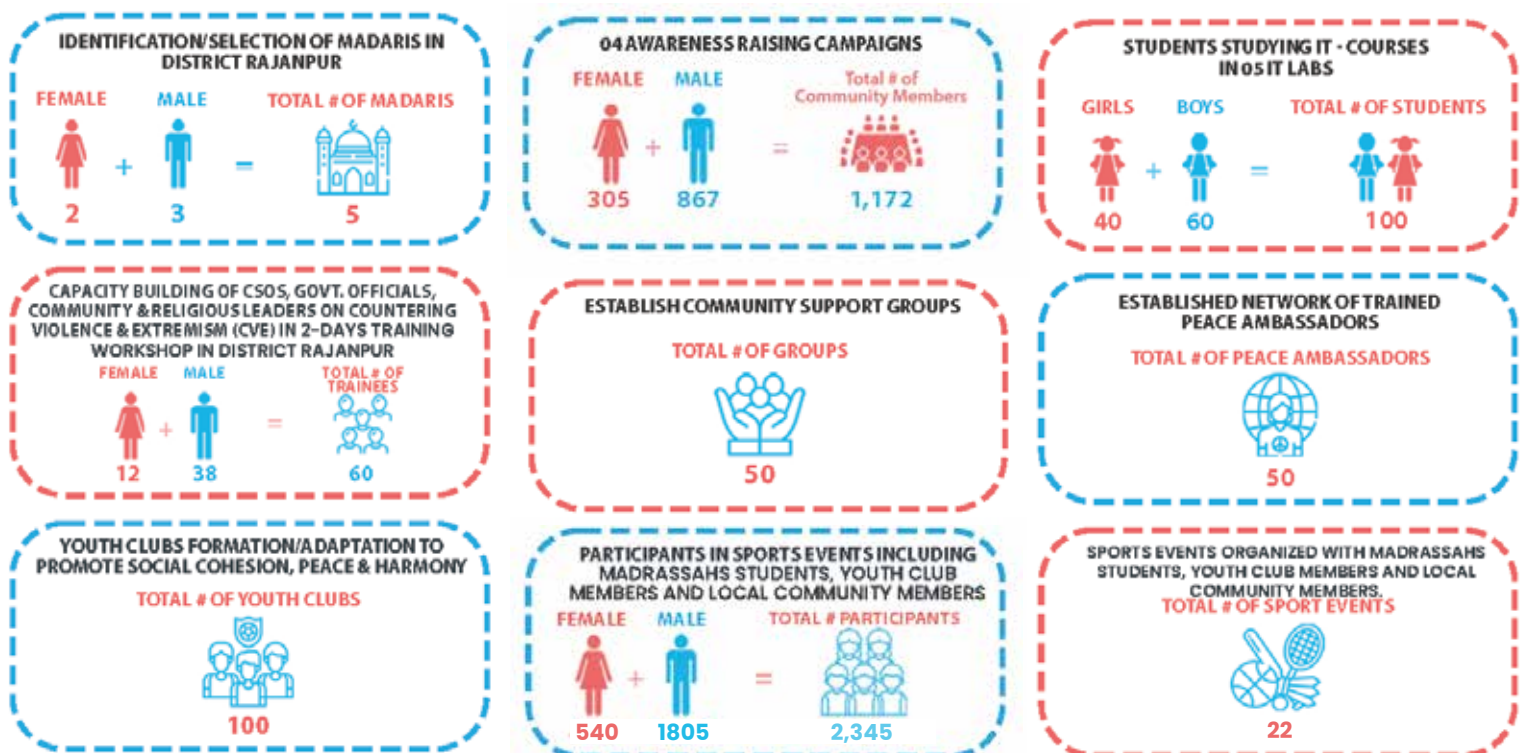 IDENTIFICATION/SELECTION OF MADARIS IN
DISTRICT RAJANPUR
FEMALE MALE TOTAL # OF MADARIS
+ =
2 3 5
04 AWARENESS RAISING CAMPAIGNS
FEMALE MALE Total # of
Community Members
+ =
305 867 1,172
STUDENTS STUDYING IT - COURSES
IN 05 IT LABS
GIRLS BOYS TOTAL # OF STUDENTS
+ =
40 60 100
CAPACITY BUILDING OF CSOS, GOVT. OFFICIALS,
COMMUNITY & RELIGIOUS LEADERS ON COUNTERING
VIOLENCE & EXTREMISM (CVE) IN 2-DAYS TRAINING
WORKSHOP IN DISTRICT RAJANPUR
FEMALE MALE TOTAL # OF
TRAINEES
+ =
12 38 60
ESTABLISH COMMUNITY SUPPORT GROUPS
TOTAL # OF GROUPS
50
ESTABLISHED NETWORK OF TRAINED
PEACE AMBASSADORS
TOTAL # OF PEACE AMBASSADORS
50
YOUTH CLUBS FORMATION/ADAPTATION TO
PROMOTE SOCIAL COHESION, PEACE & HARMONY
TOTAL # OF YOUTH CLUBS
100
PARTICIPANTS IN SPORTS EVENTS INCLUDING
MADRASSAHS STUDENTS, YOUTH CLUB
MEMBERS AND LOCAL COMMUNITY MEMBERS
FEMALE MALE TOTAL # PARTICIPANTS
+ =
540 1805 2,345
SPORTS EVENTS ORGANIZED WITH MADRASSAHS
STUDENTS, YOUTH CLUB MEMBERS AND LOCAL
COMMUNITY MEMBERS.
TOTAL # OF SPORT EVENTS
22